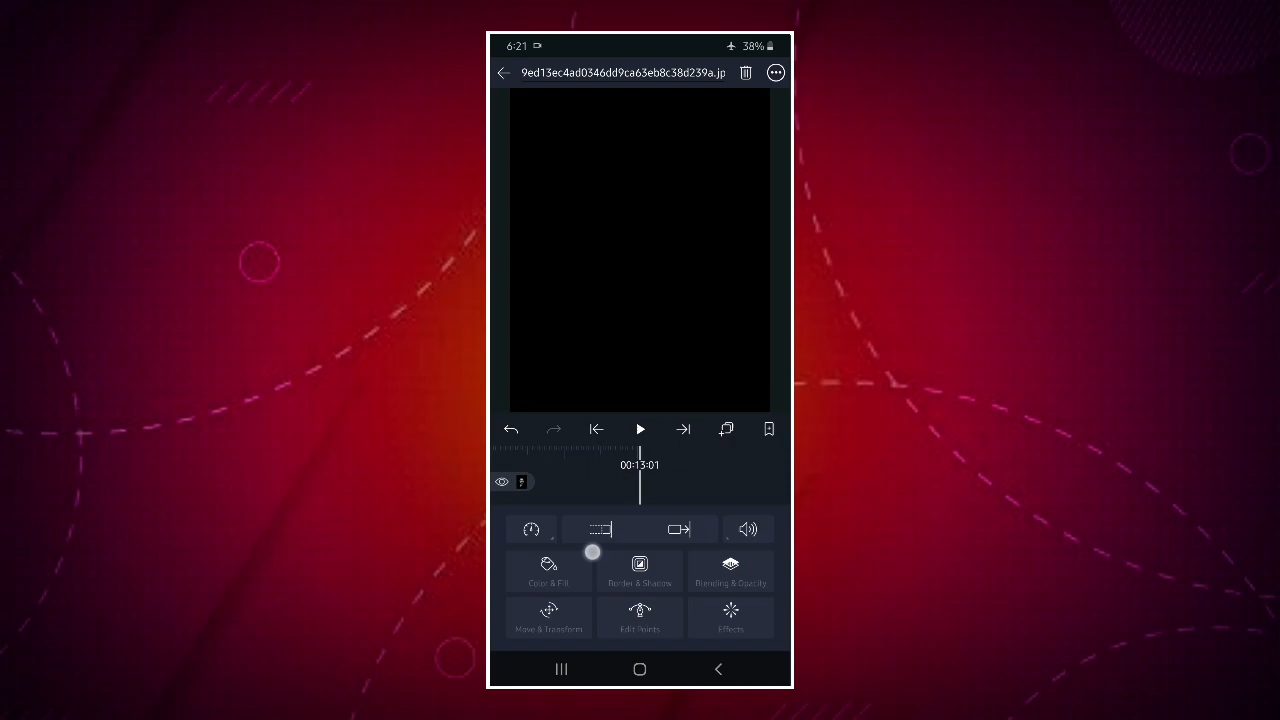 6:21 38%
9ed13ec4ad0346dd9ca63eb8c38d239a.jp
00:13:01
Color & Fill Border & Shadow Blending & Opacity
Move & Transform Edit Points Effects